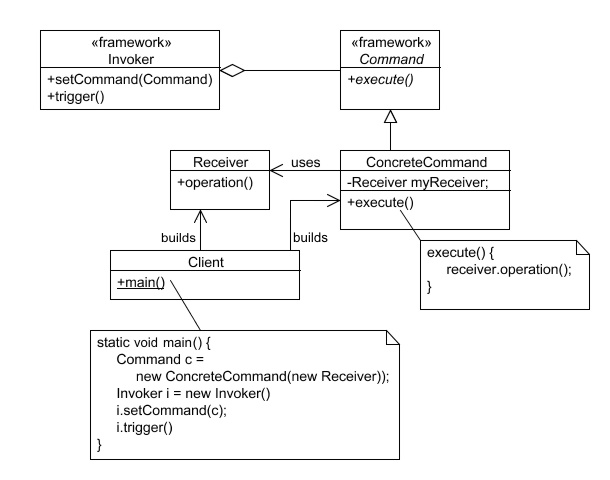 «framework»
Invoker
+setCommand(Command)
+trigger()
«framework»
Command
+execute()
Receiver
+operation()
uses
ConcreteCommand
-Receiver myReceiver;
+execute()
builds
builds
Client
+main()
execute() {
receiver.operation();
}
static void main() {
Command c =
new ConcreteCommand(new Receiver));
Invoker i = new Invoker()
i.setCommand(c);
i.trigger()
}